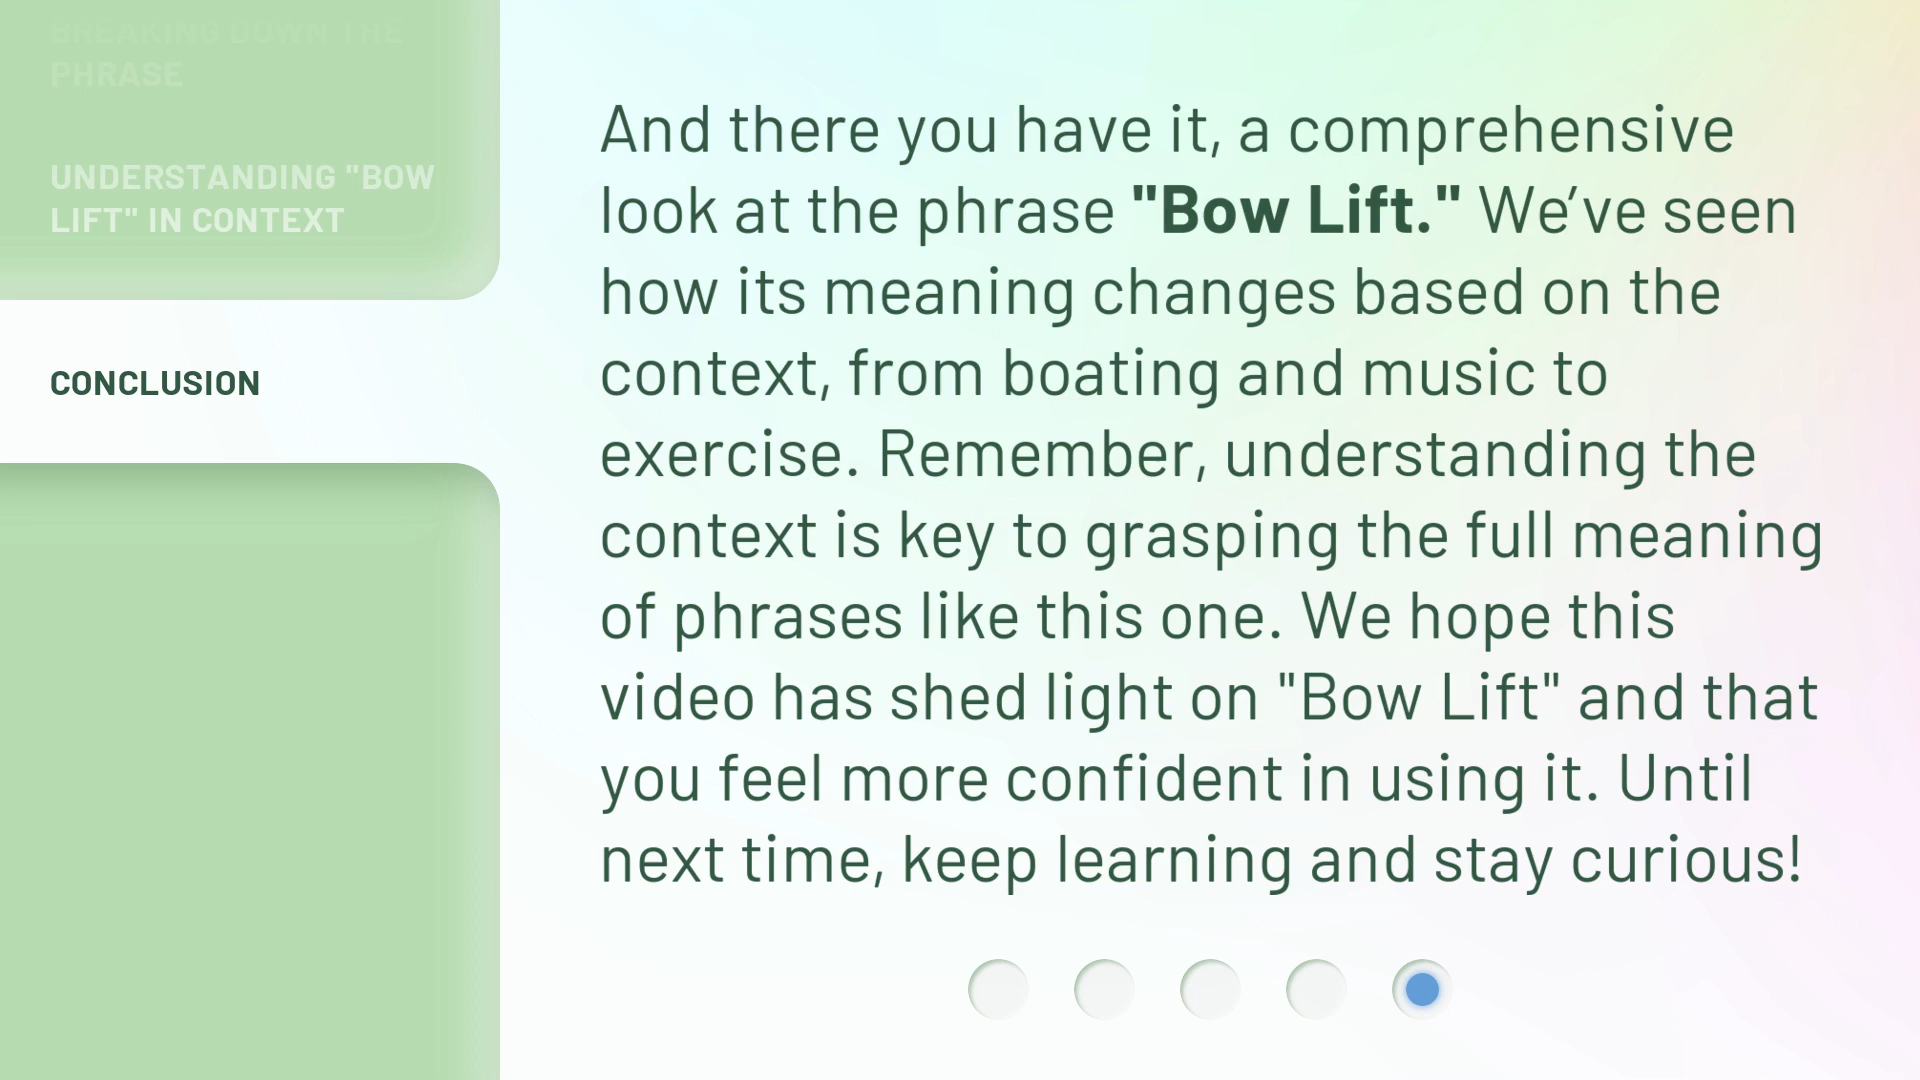 BREAKING DOWN THE
PHRASE
UNDERSTANDING "BOW
LIFT" IN CONTEXT
CONCLUSION
And there you have it, a comprehensive
look at the phrase "Bow Lift." We’ve seen
how its meaning changes based on the
context, from boating and music to
exercise. Remember, understanding the
context is key to grasping the full meaning
of phrases like this one. We hope this
video has shed light on "Bow Lift" and that
you feel more confident in using it. Until
next time, keep learning and stay curious!